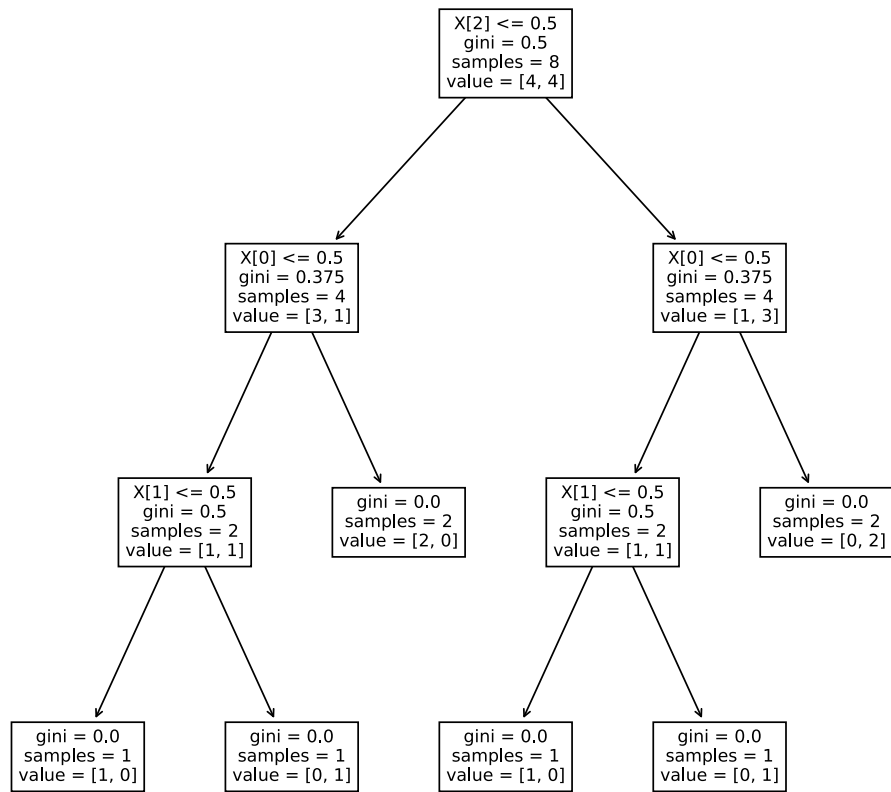 X[2] <= 0.5
gini = 0.5
samples = 8
value = [4, 4]
X[0] <= 0.5
gini = 0.375
samples = 4
value = [3, 1]
X[0] <= 0.5
gini = 0.375
samples = 4
value = [1, 3]
X[1] <= 0.5
gini = 0.5
samples = 2
value = [1, 1]
gini = 0.0
samples = 2
value = [2, 0]
X[1] <= 0.5
gini = 0.5
samples = 2
value = [1, 1]
gini = 0.0
samples = 2
value = [0, 2]
gini = 0.0
samples = 1
value = [1, 0]
gini = 0.0
samples = 1
value = [0, 1]
gini = 0.0
samples = 1
value = [1, 0]
gini = 0.0
samples = 1
value = [0, 1]